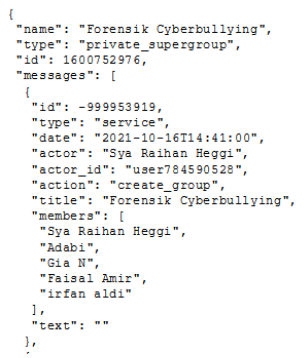 {
"name": "Forensik Cyberbullying",
"type": "private_supergroup",
"id": 1600752976,
"messages": [
{
"id": -999953919,
"type": "service",
"date": "2021-10-16T14:41:00",
"actor": "Sya Raihan Heggi",
"actor_id": "user784590528",
"action": "create_group",
"title": "Forensik Cyberbullying",
"members": [
"Sya Raihan Heggi",
"Adabi",
"Gia N",
"Faisal Amir",
"irfan aldi"
],
"text": ""
},